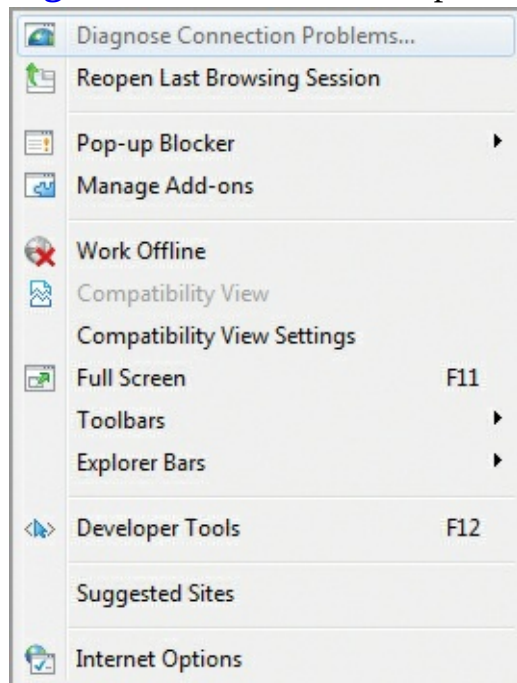 Diagnose Connection Problems...
Reopen Last Browsing Session
Pop-up Blocker
Manage Add-ons
Work Offline
Compatibility View
Compatibility View Settings
Full Screen F11
Toolbars
Explorer Bars
Developer Tools F12
Suggested Sites
Internet Options